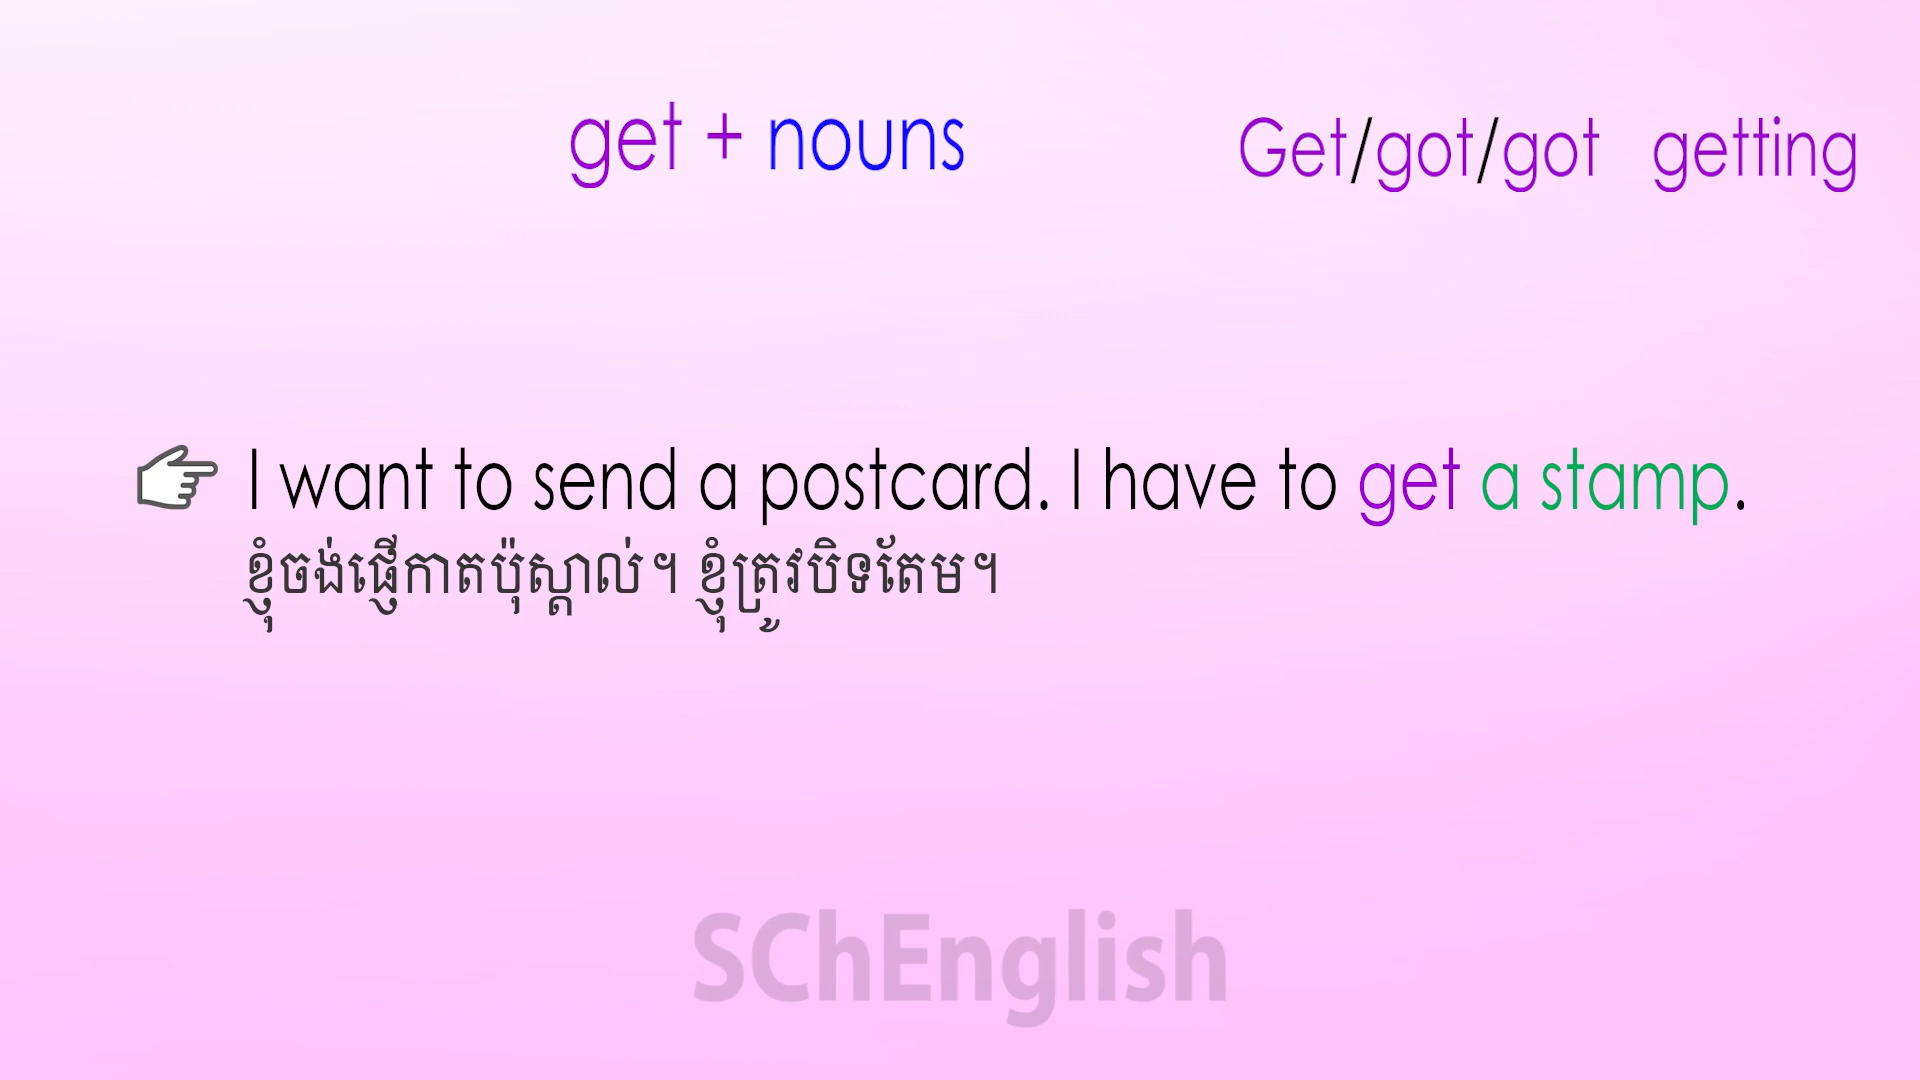 get + nouns
Get/got/got getting
I want to send a postcard. I have to get a stamp.
ខ្ញុំចង់ផ្ញើកាតប៉ុស្តាល់។ ខ្ញុំត្រូវបិទតែម។
SChEnglish